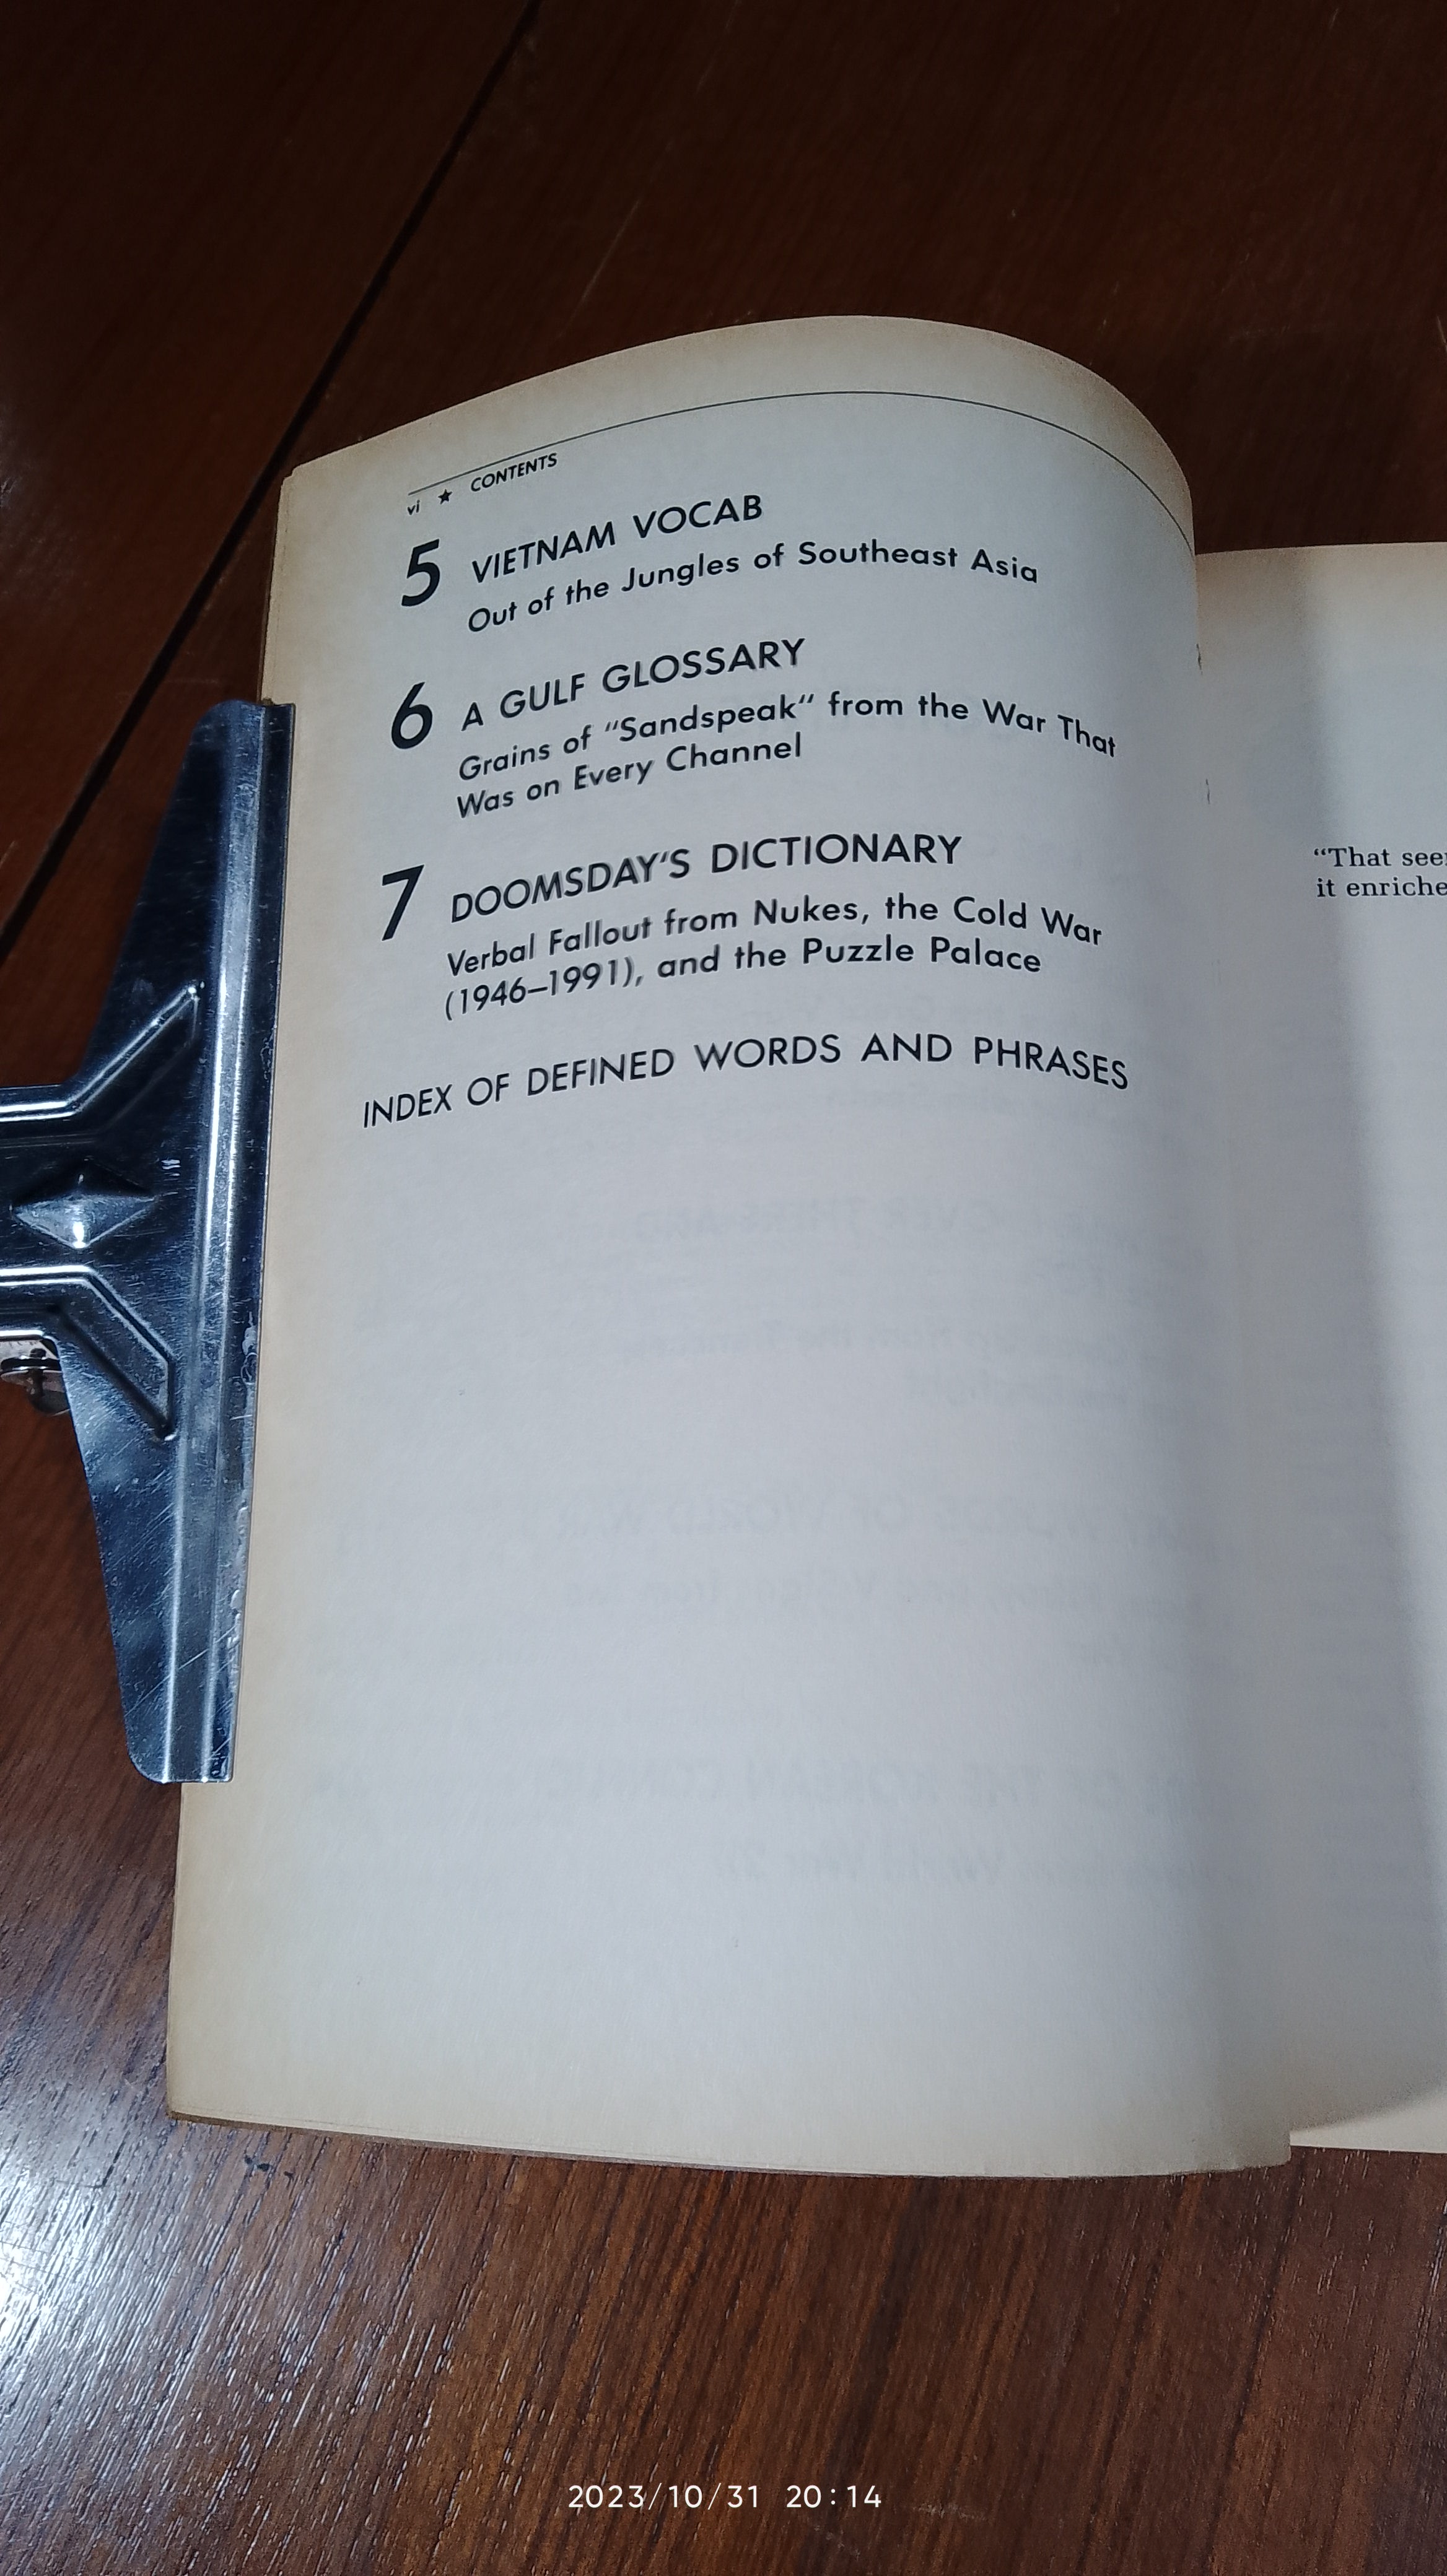 vi ★ CONTENTS
5 VIETNAM VOCAB
Out of the Jungles of Southeast Asia
6 A GULF GLOSSARY
Grains of "Sandspeak" from the War That
Was on Every Channel
7 DOOMSDAY'S DICTIONARY
Verbal Fallout from Nukes, the Cold War
(1946–1991), and the Puzzle Palace
INDEX OF DEFINED WORDS AND PHRASES
“That
it
2023/10/31 20:14